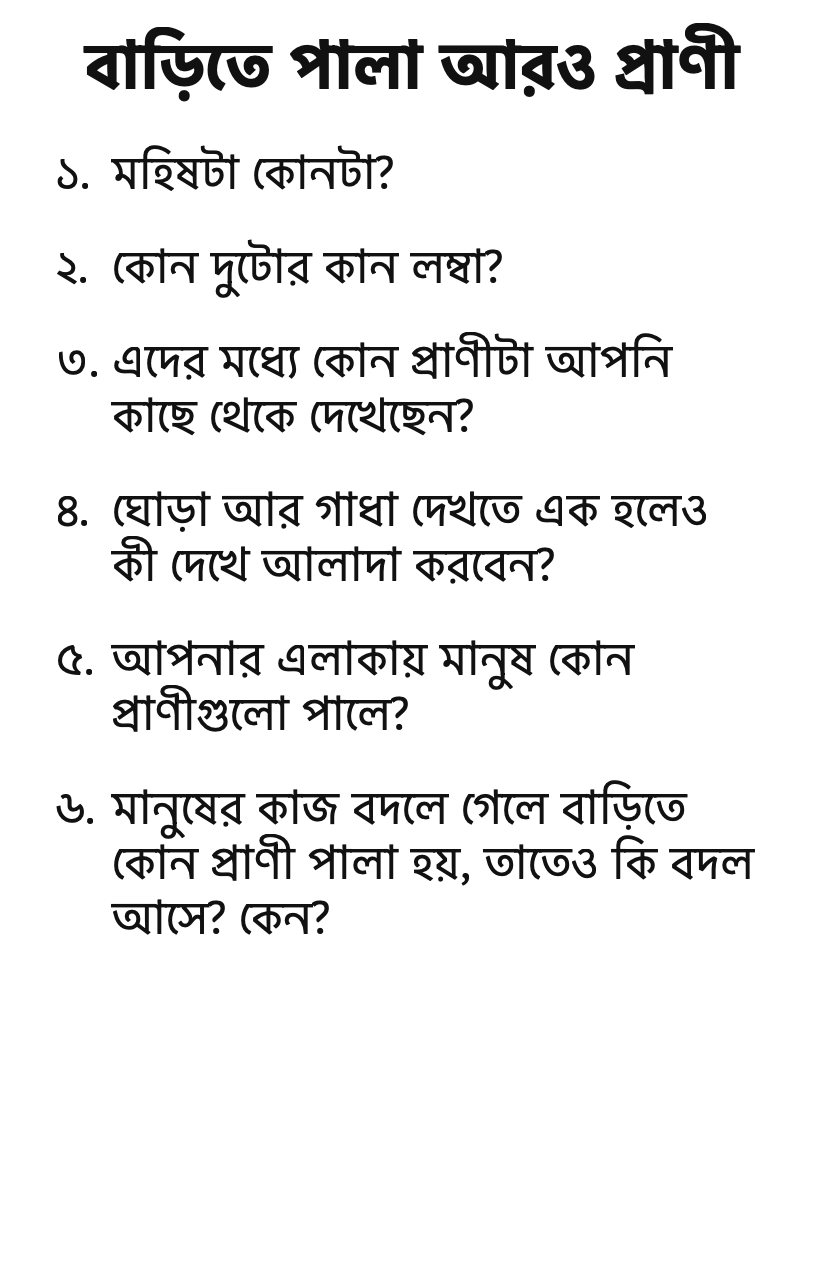 বাড়িতে পালা আরও প্রাণী
১. মহিষটা কোনটা?
২. কোন দুটোর কান লম্বা?
৩. এদের মধ্যে কোন প্রাণীটা আপনি
কাছে থেকে দেখেছেন?
৪. ঘোড়া আর গাধা দেখতে এক হলেও
কী দেখে আলাদা করবেন?
৫. আপনার এলাকায় মানুষ কোন
প্রাণীগুলো পালে?
৬. মানুষের কাজ বদলে গেলে বাড়িতে
কোন প্রাণী পালা হয়, তাতেও কি বদল
আসে? কেন?